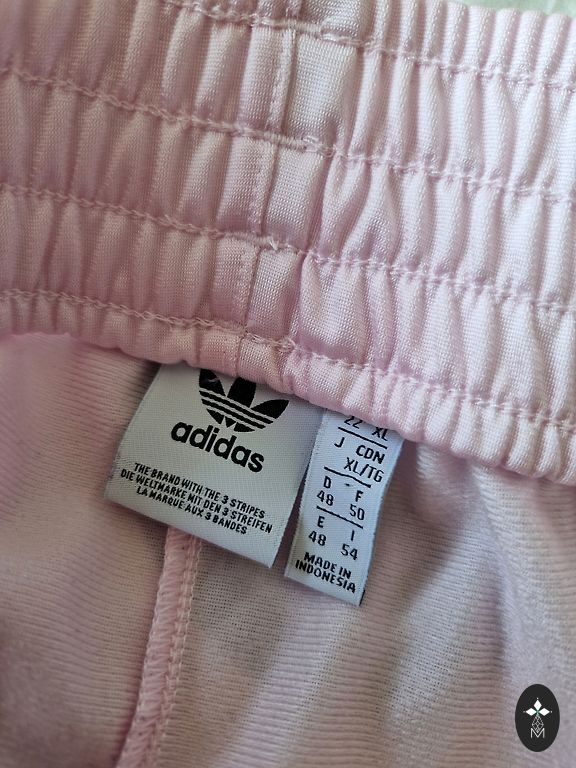 adidas
THE BRAND WITH THE 3 STRIPES
DIE WELTMARKE MIT DEN 3 STREIFEN
LA MARQUE AUX 3 BANDES
22 XL
J CDN
XL/TG
D F
48 50
E I
48 54
MADE IN
INDONESIA
M